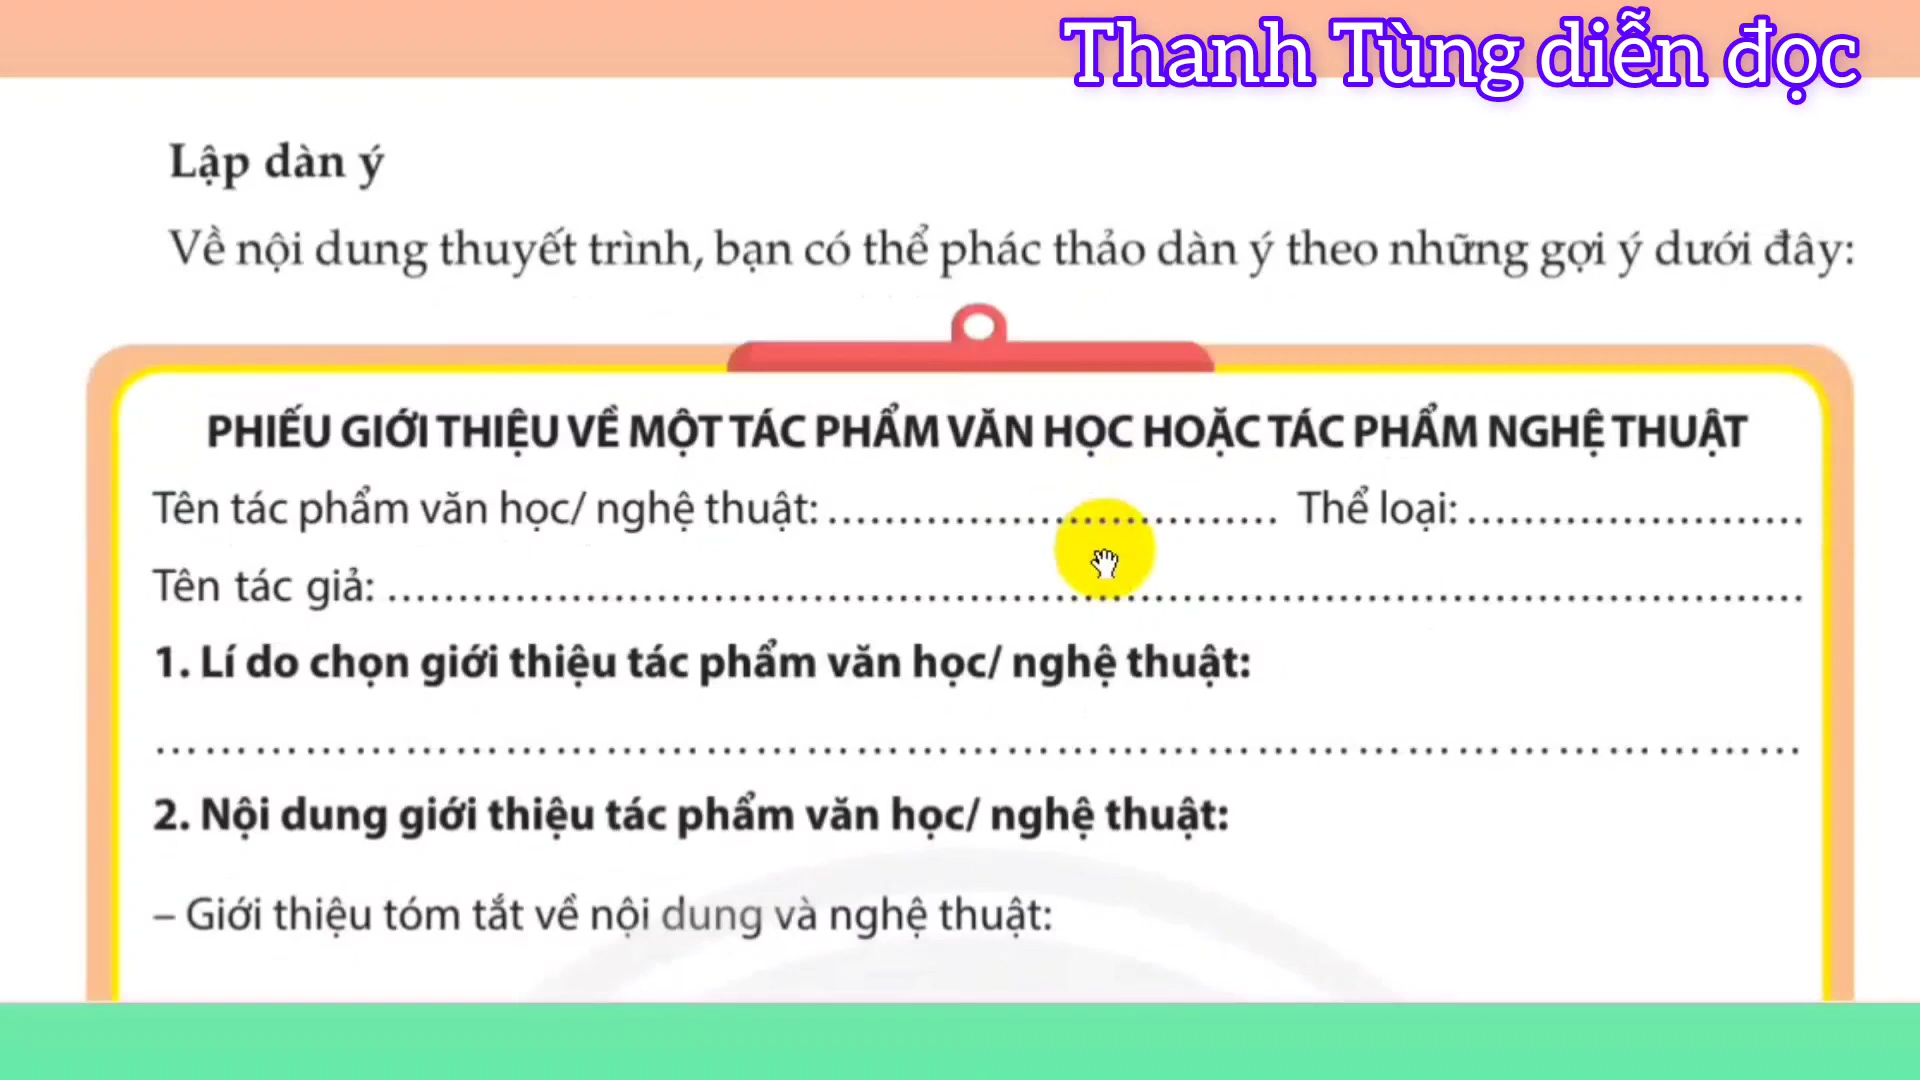 Thanh Tùng diễn đọc
Lập dàn ý
Về nội dung thuyết trình, bạn có thể phác thảo dàn ý theo những gợi ý dưới đây:
PHIẾU GIỚI THIỆU VỀ MỘT TÁC PHẨM VĂN HỌC HOẶC TÁC PHẨM NGHỆ THUẬT
Tên tác phẩm văn học/ nghệ thuật: ................................ Thể loại: ........................
Tên tác giả: ....................................................................................................
1. Lí do chọn giới thiệu tác phẩm văn học/ nghệ thuật:
....................................................................................................
2. Nội dung giới thiệu tác phẩm văn học/ nghệ thuật:
– Giới thiệu tóm tắt về nội dung và nghệ thuật: